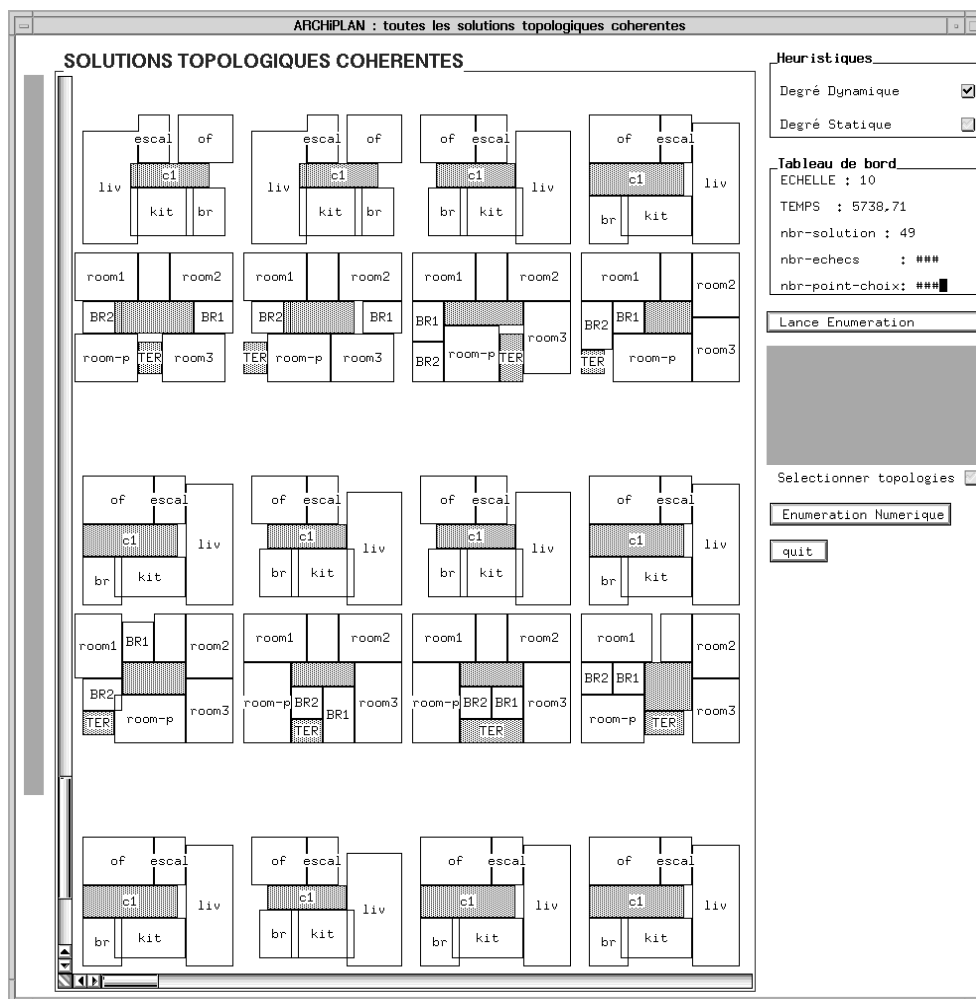 ARCHiPLAN : toutes les solutions topologiques coherentes
SOLUTIONS TOPOLOGIQUES COHERENTES
escal of escal of of escal of escal
liv c1 liv c1 c1 liv c1 liv
kit br kit br br kit br kit
room1 room2 room1 room2 room1 room2 room1 room2
BR2 BR1 BR2 BR1 BR1 BR2 BR1
room-p TER room3 TER room-p room3 BR2 room-p TER room3 TER room-p room3
of escal of escal of escal of escal
c1 liv c1 liv c1 liv c1 liv
br kit br kit br kit br kit
room1 BR1 room2 room1 room2 room1 room2 room1 room2
BR2 room-p BR2 BR1 room3 room-p BR2 BR1 room3 BR2 BR1
TER room-p room3 TER TER room-p TER room3
of escal of escal of escal of escal
c1 liv c1 liv c1 liv c1 liv
br kit br kit br kit br kit
Heuristiques
Degré Dynamique
Degré Statique
Tableau de bord
ECHELLE : 10
TEMPS : 5738,71
nbr-solution : 49
nbr-echecs : ###
nbr-point-choix: ###
Lance Enumeration
Selectionner topologies
Enumeration Numerique
quit